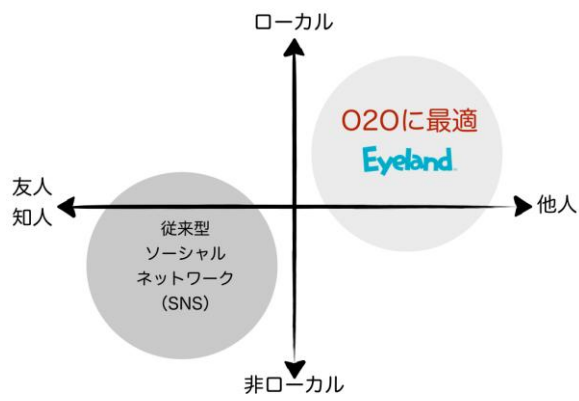 ローカル
O2Oに最適
Eyeland™
友人
知人
他人
従来型
ソーシャル
ネットワーク
(SNS)
非ローカル